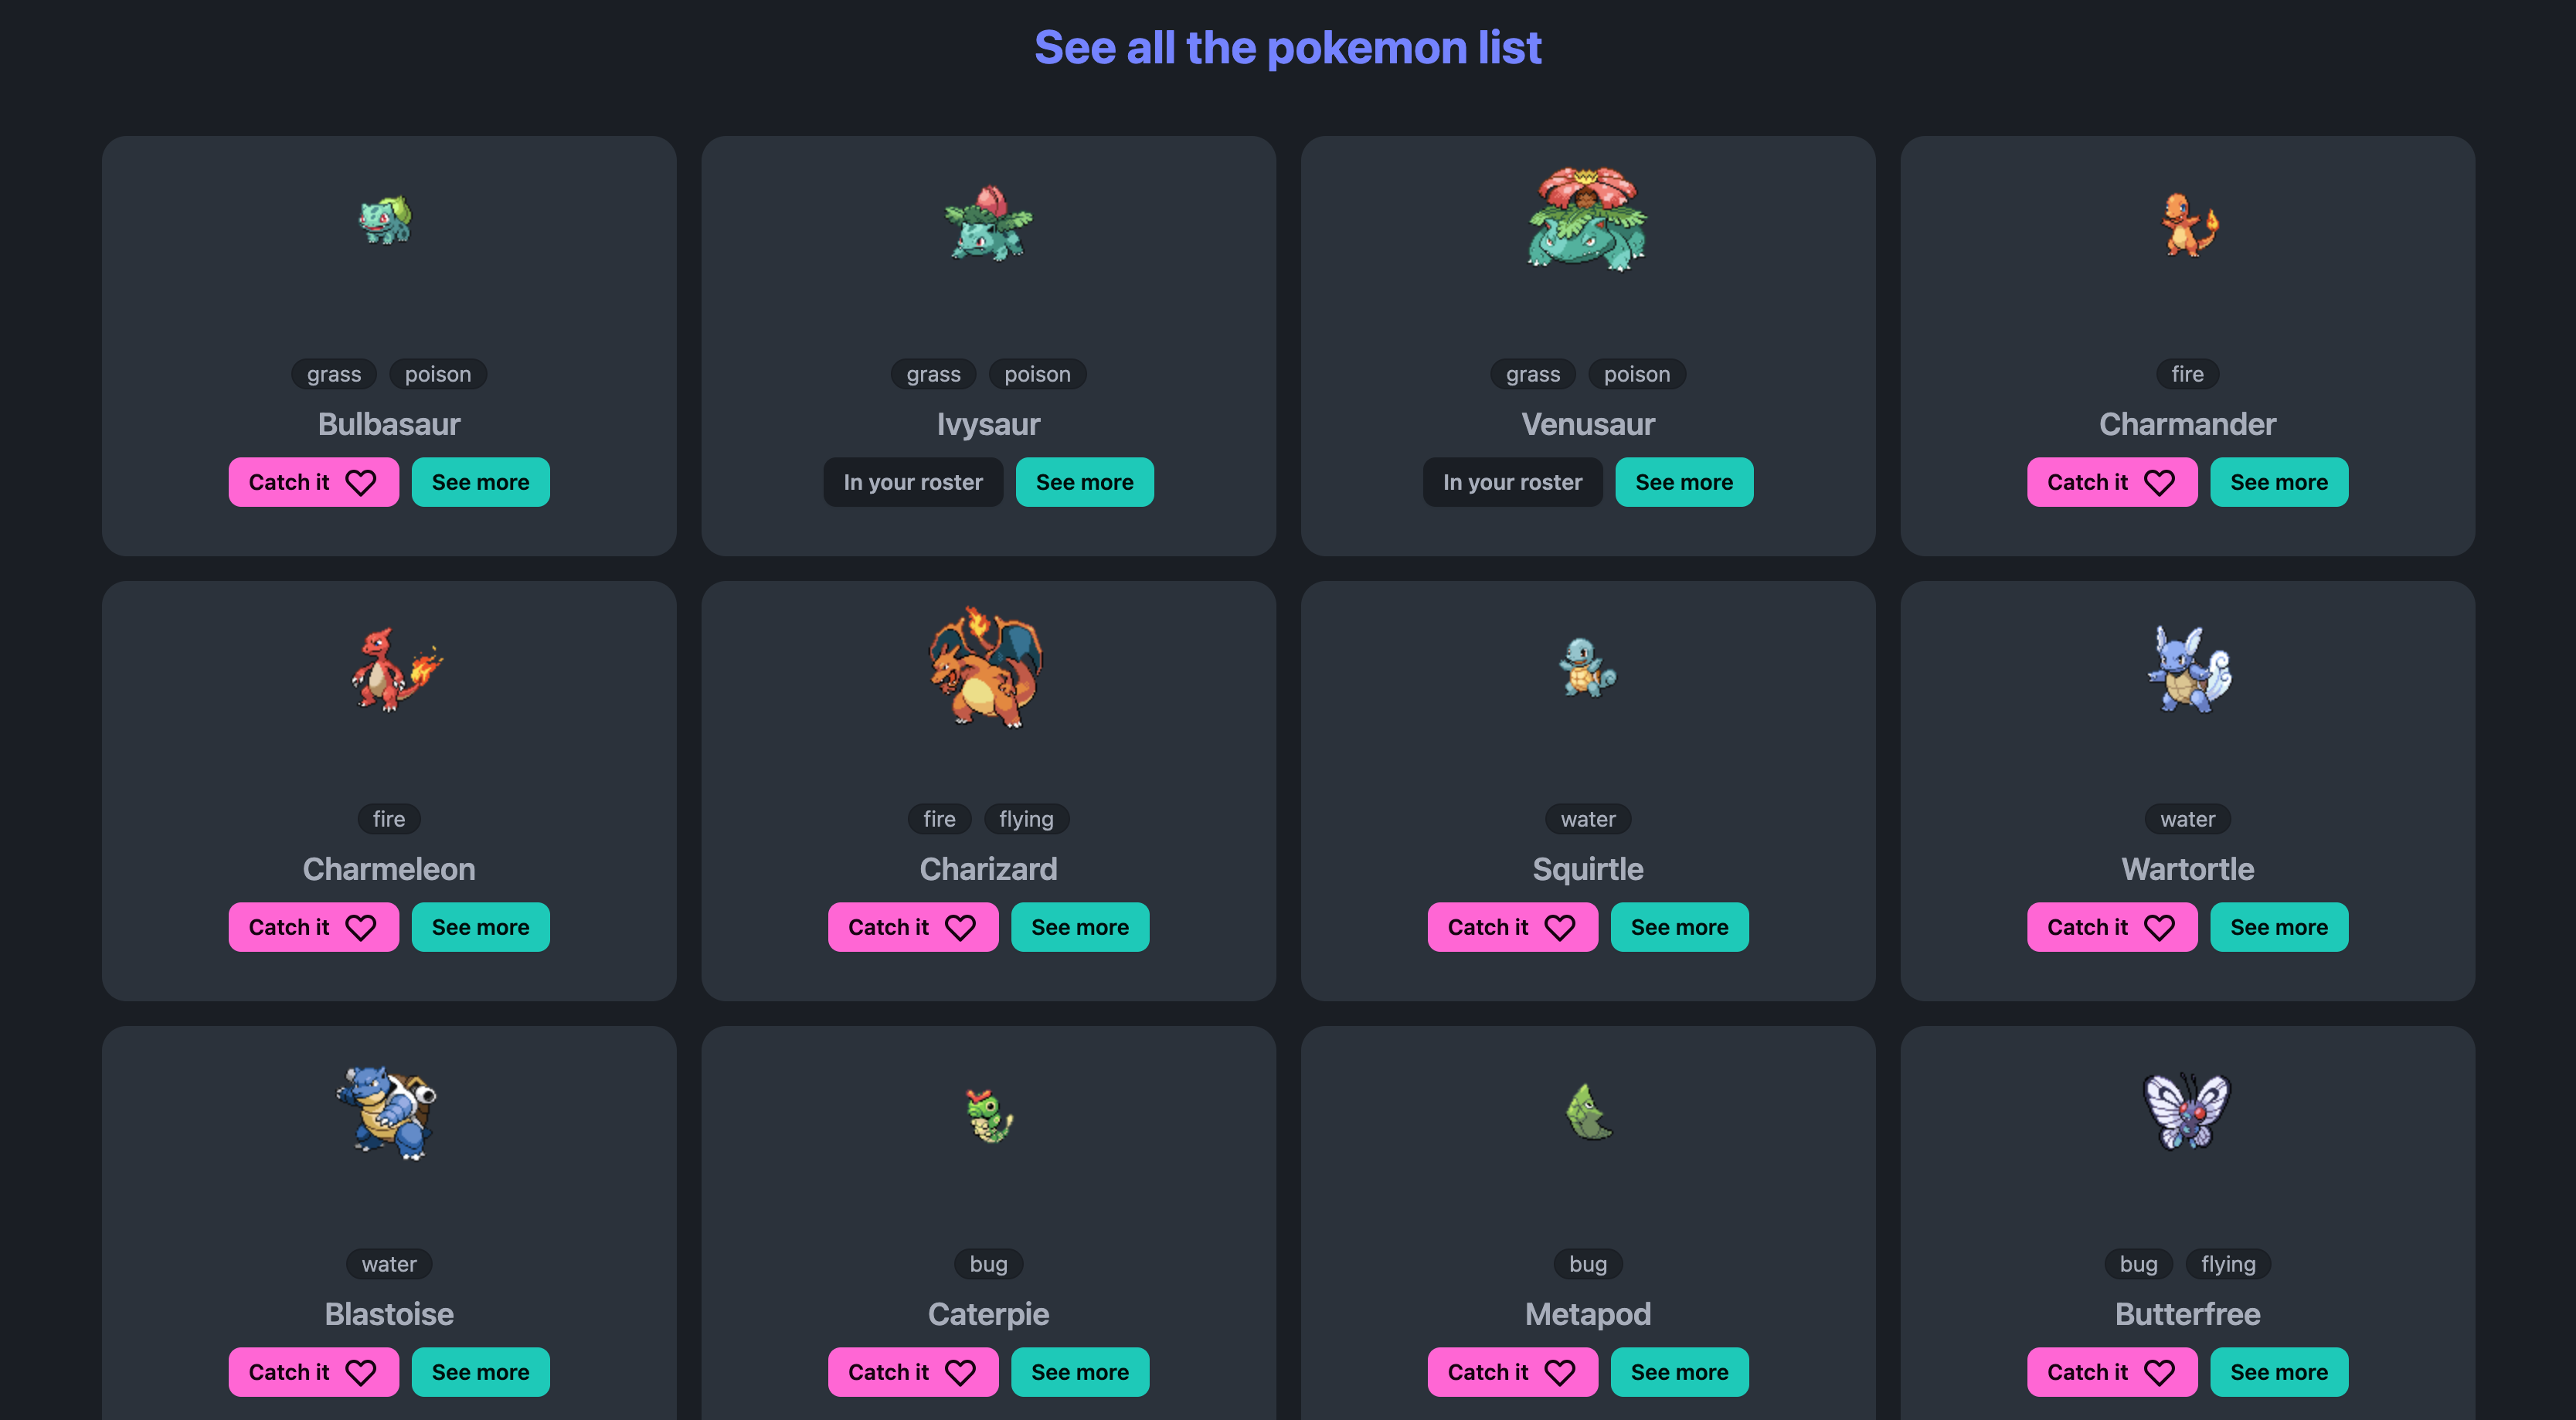 See all the pokemon list
grass poison
Bulbasaur
Catch it See more
grass poison
Ivysaur
In your roster See more
grass poison
Venusaur
In your roster See more
fire
Charmander
Catch it See more
fire
Charmeleon
Catch it See more
fire flying
Charizard
Catch it See more
water
Squirtle
Catch it See more
water
Wartortle
Catch it See more
water
Blastoise
Catch it See more
bug
Caterpie
Catch it See more
bug
Metapod
Catch it See more
bug flying
Butterfree
Catch it See more